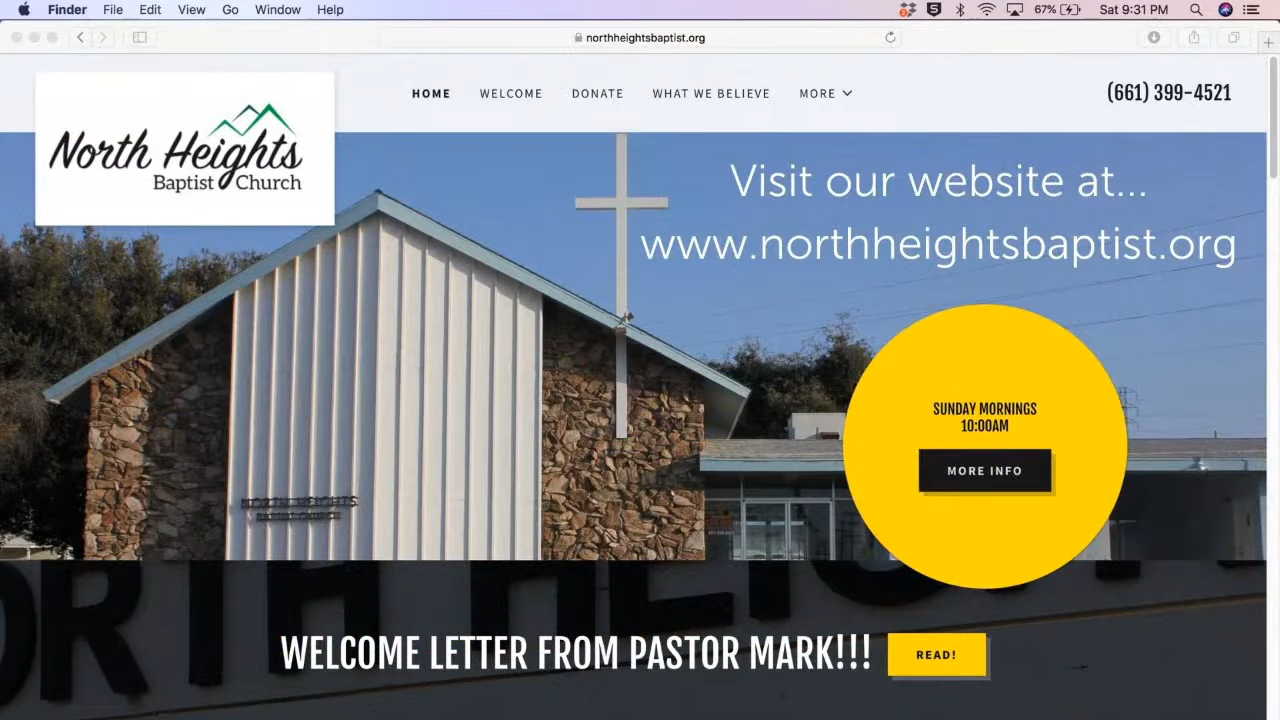 Finder File Edit View Go Window Help
67% Sat 9:31 PM
northheightsbaptist.org
North Heights
Baptist Church
HOME WELCOME DONATE WHAT WE BELIEVE MORE
(661) 399-4521
Visit our website at...
www.northheightsbaptist.org
SUNDAY MORNINGS
10:00AM
MORE INFO
NORTH HEIGHTS
WELCOME LETTER FROM PASTOR MARK!!!
READ!